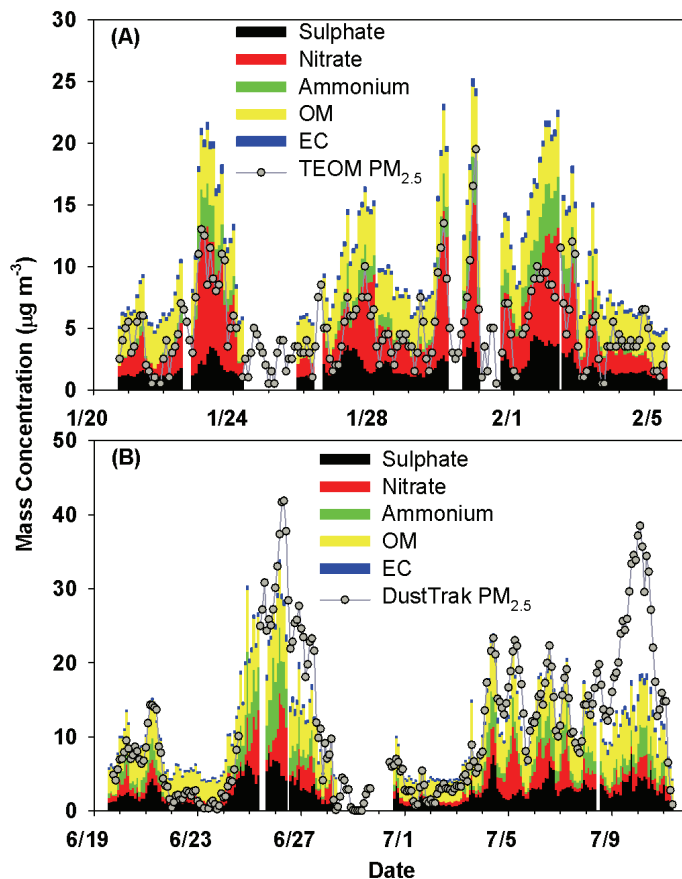 (A)
Sulphate
Nitrate
Ammonium
OM
EC
TEOM PM2.5
30
25
20
15
10
5
0
1/20
1/24
1/28
2/1
2/5
Mass Concentration (µg m-3)
(B)
Sulphate
Nitrate
Ammonium
OM
EC
DustTrak PM2.5
50
40
30
20
10
0
6/19
6/23
6/27
7/1
7/5
7/9
Date